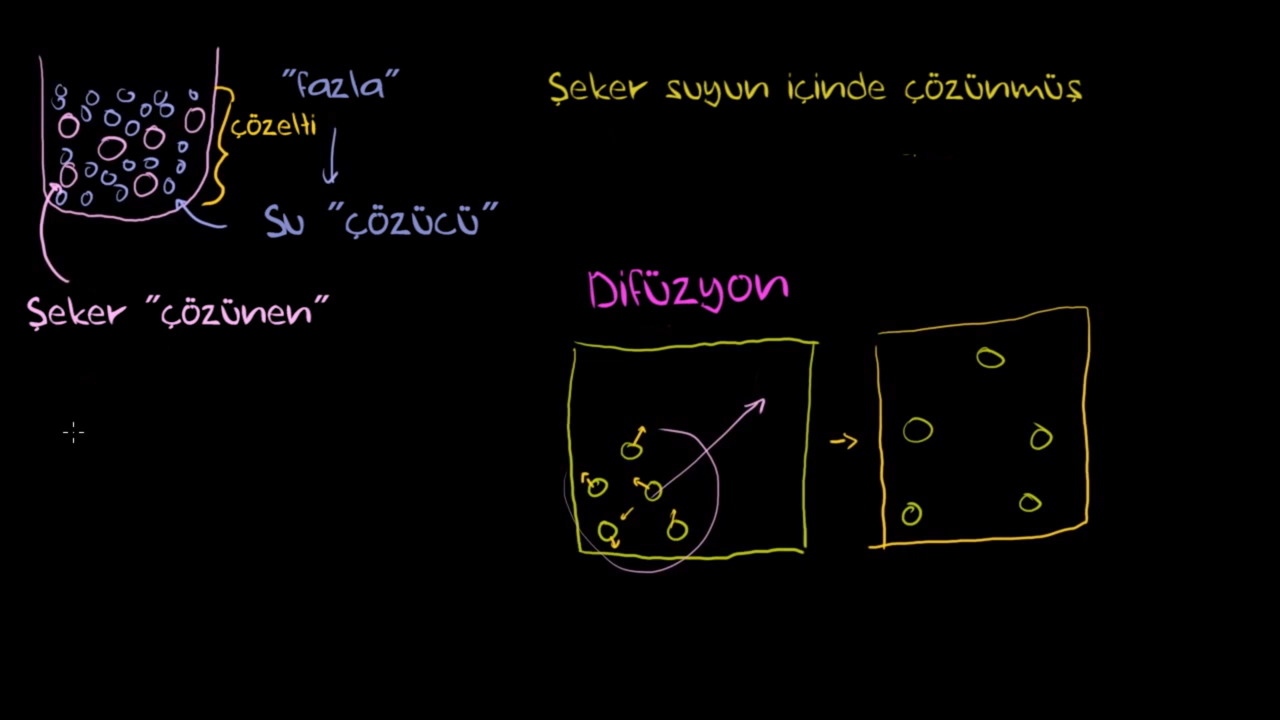 "fazla"
çözelti
Su "çözücü"
Şeker "çözünen"
Şeker suyun içinde çözünmüş
Difüzyon